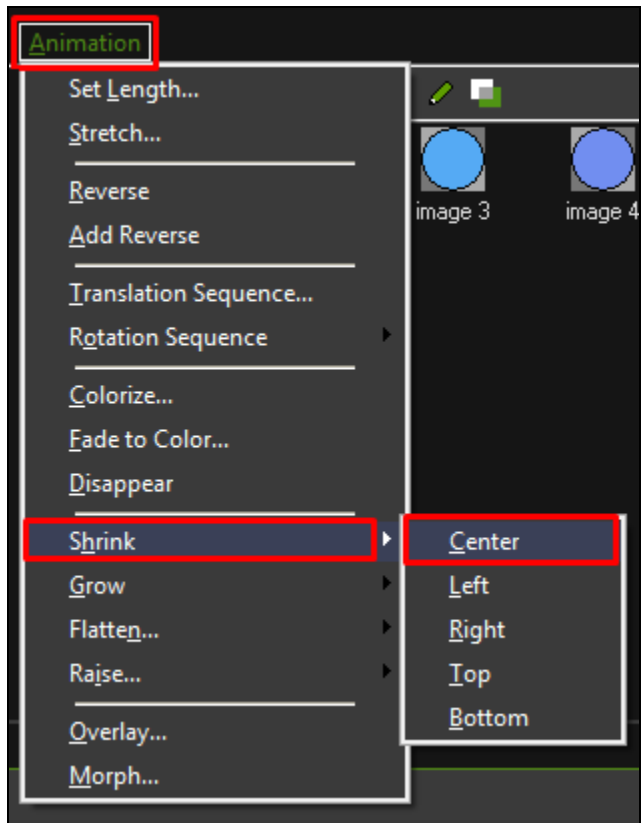 Animation
Set Length...
Stretch...
Reverse
Add Reverse
Translation Sequence...
Rotation Sequence
Colorize...
Fade to Color...
Disappear
Shrink
Grow
Flatten...
Raise...
Overlay...
Morph...
image 3
image 4
Center
Left
Right
Top
Bottom